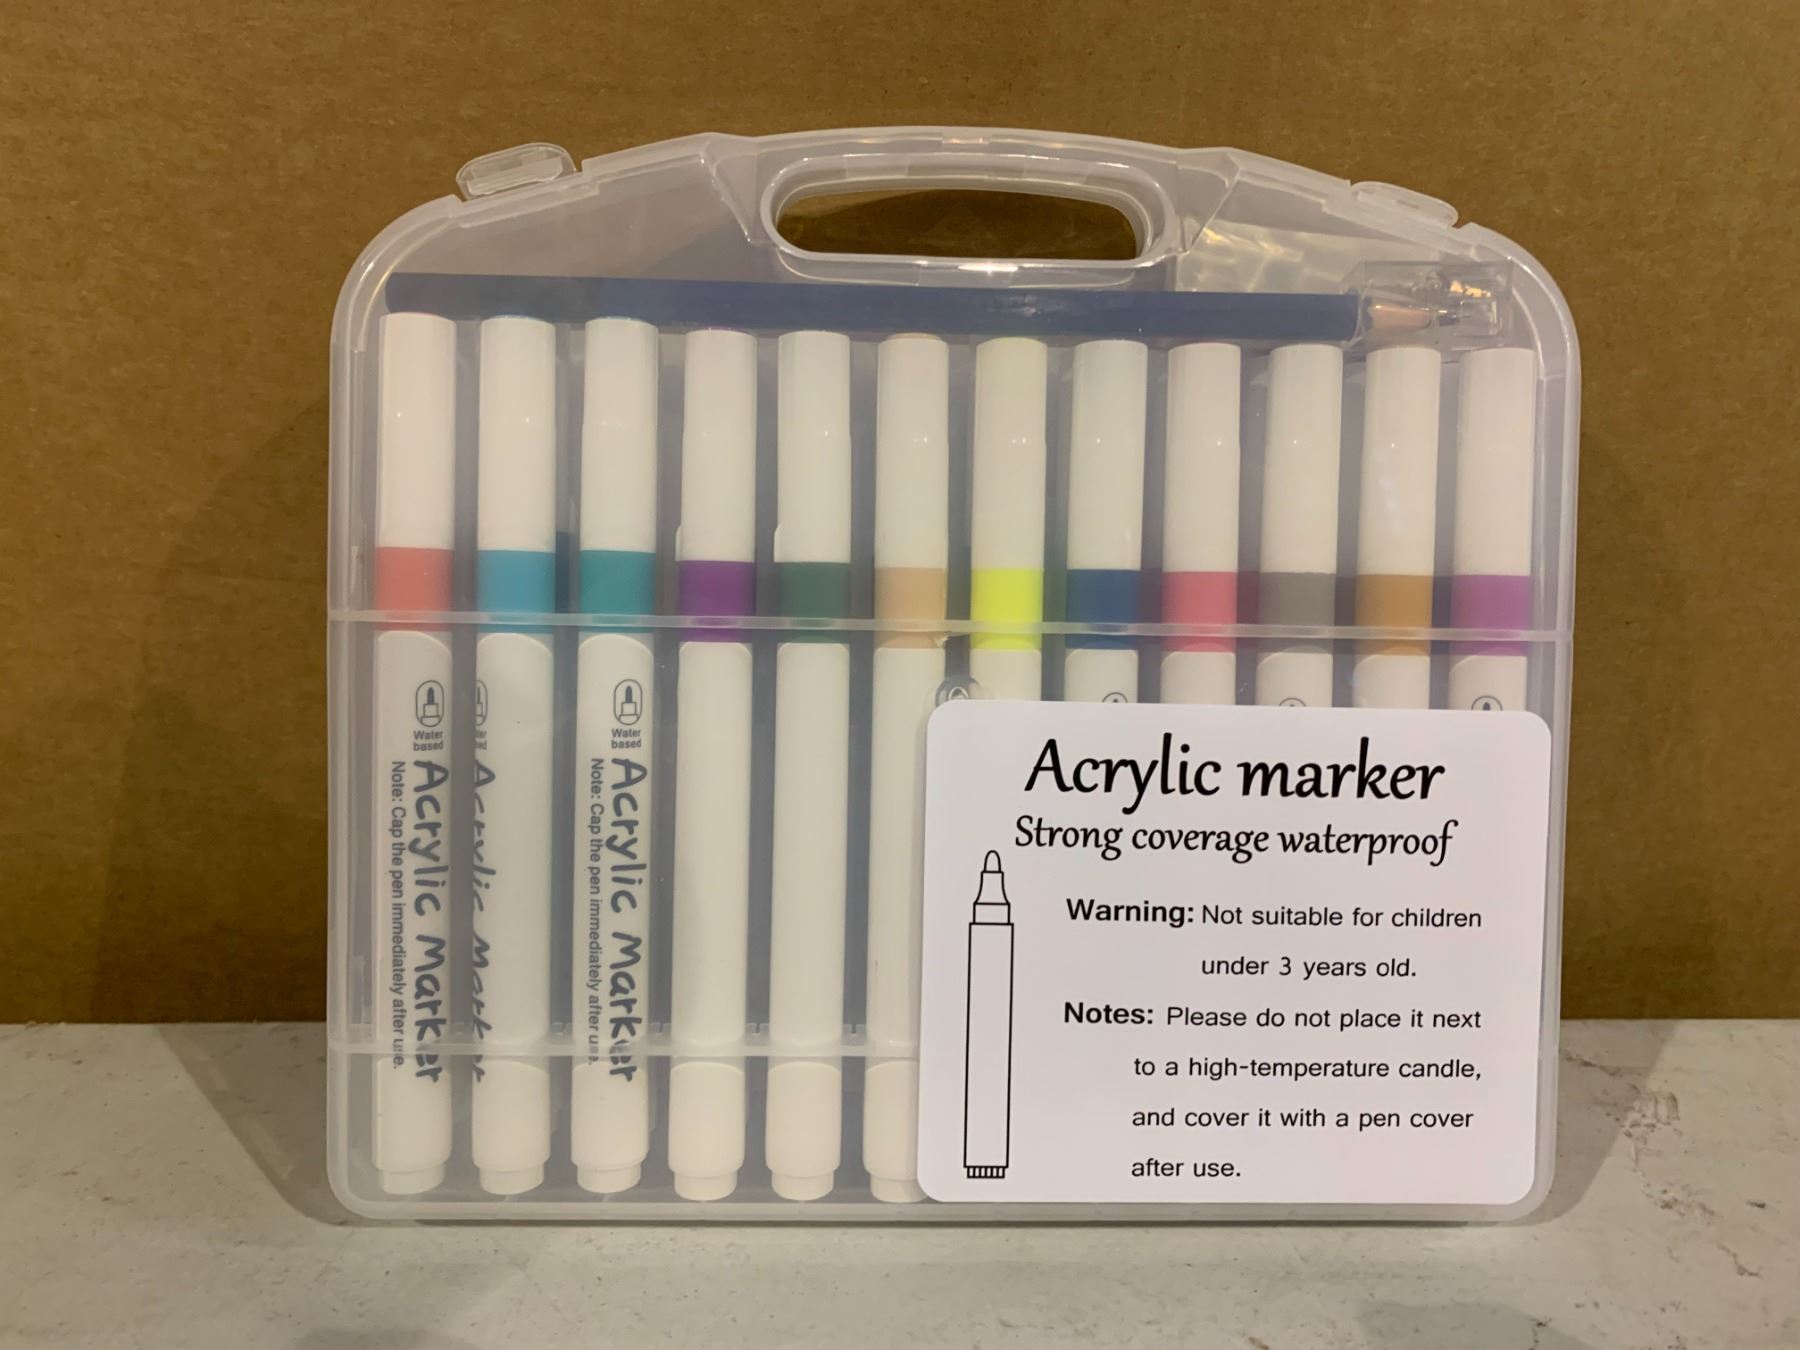 Water
based
Acrylic Marker
Note: Cap the pen immediately after use.
Acrylic Marker
Water
based
Acrylic Marker
Note: Cap the pen immediately after use.
Acrylic marker
Strong coverage waterproof
Warning: Not suitable for children
under 3 years old.
Notes: Please do not place it next
to a high-temperature candle,
and cover it with a pen cover
after use.